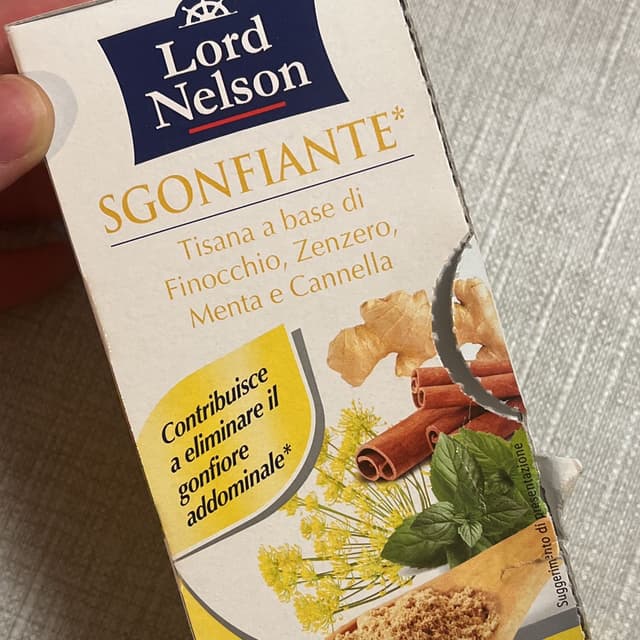 Lord
Nelson
SGONFIANTE*
Tisana a base di
Finocchio, Zenzero,
Menta e Cannella
Contribuisce
a eliminare il
gonfiore
addominale*
Suggerimento di presentazione